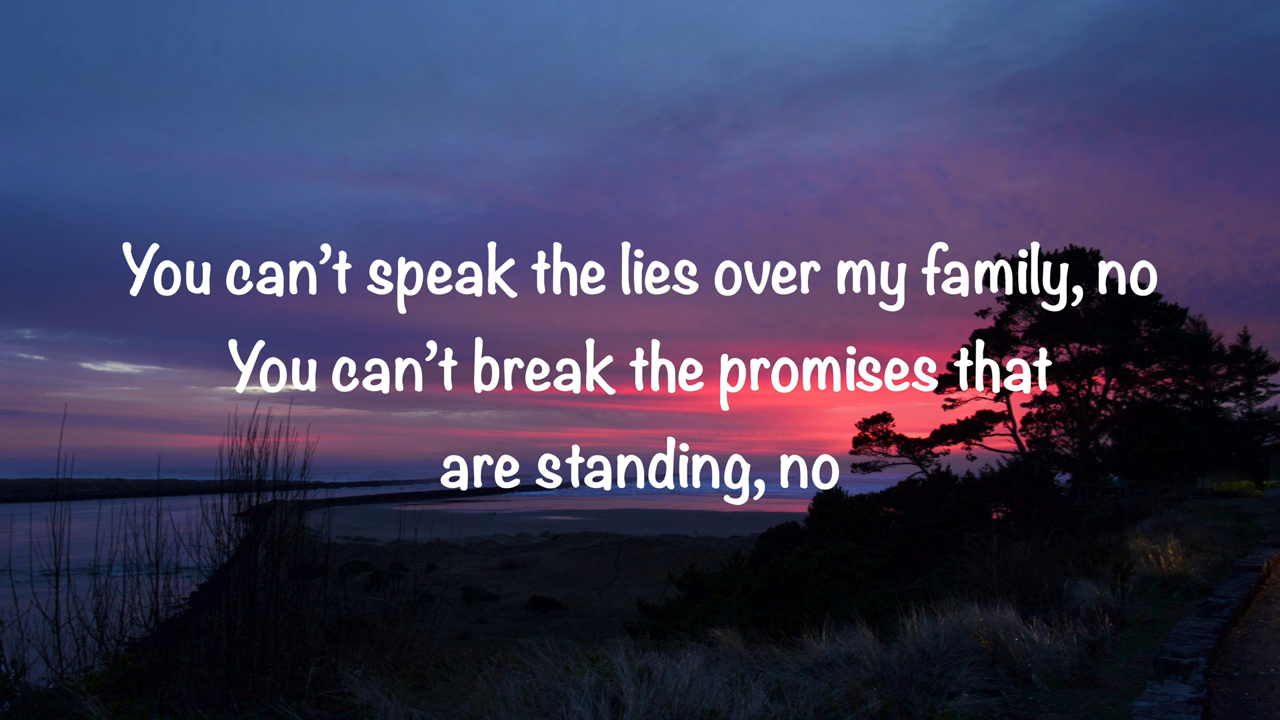 You can’t speak the lies over my family, no
You can’t break the promises that
are standing, no